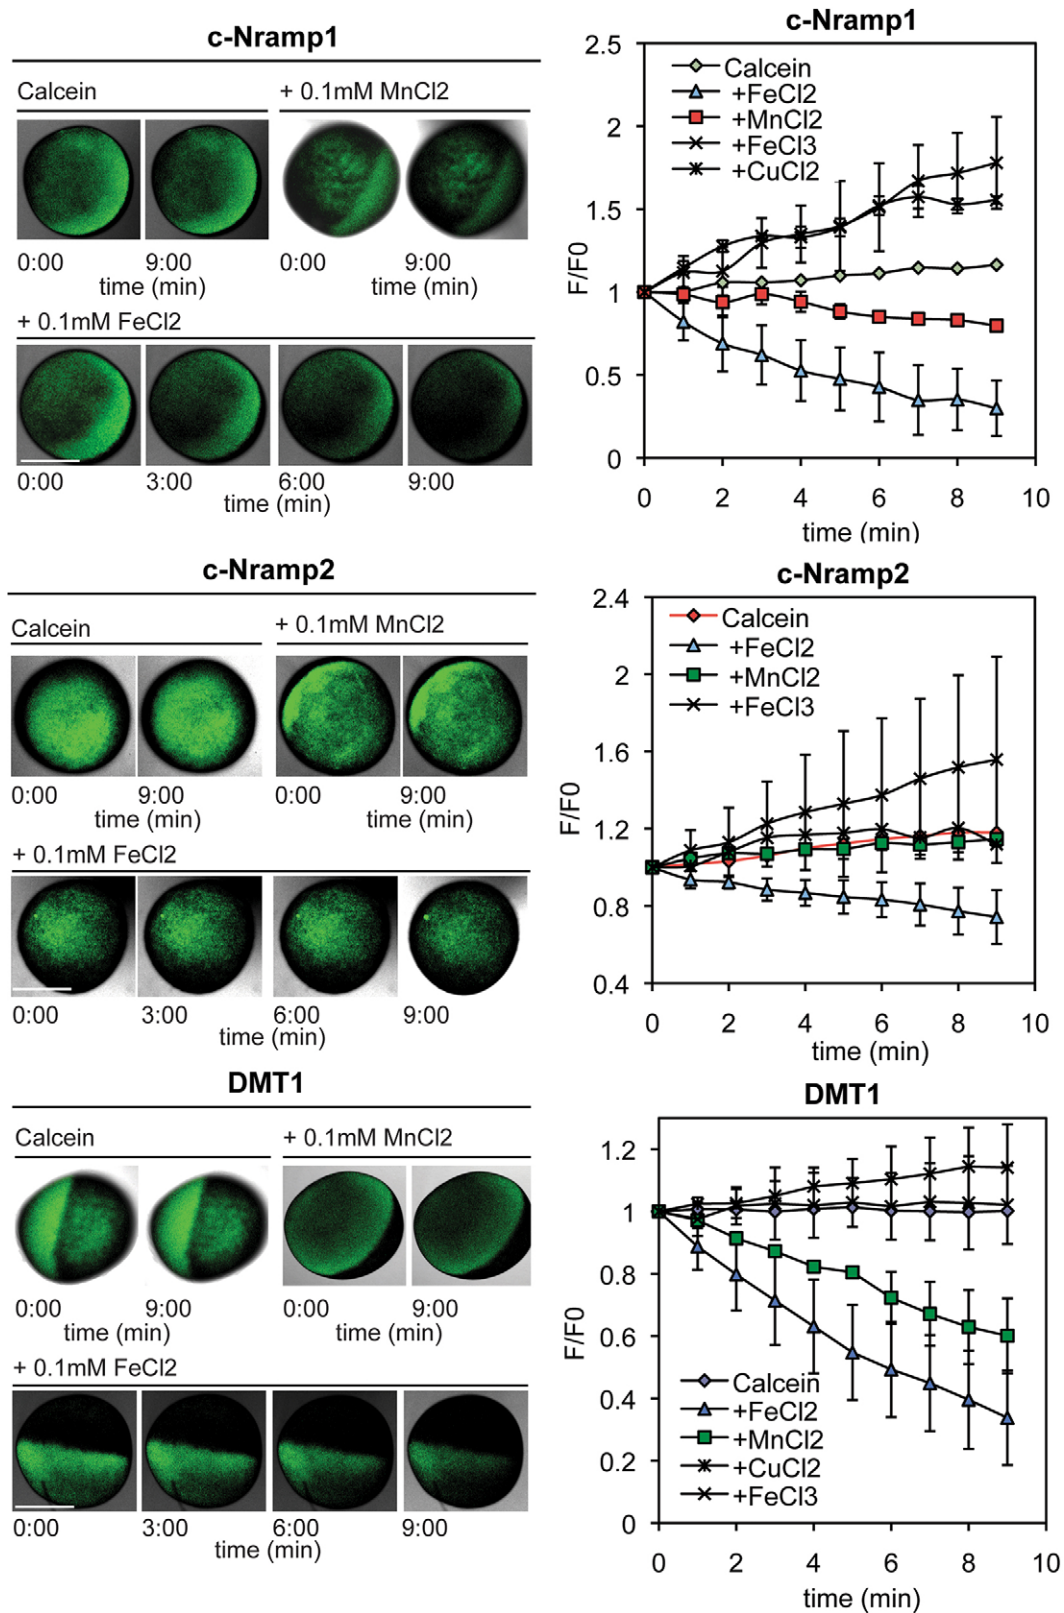 c-Nramp1
Calcein
+ 0.1mM MnCl2
0:00
9:00
0:00
9:00
time (min)
time (min)
+ 0.1mM FeCl2
0:00
3:00
6:00
9:00
time (min)
c-Nramp1
2.5
2
1.5
1
0.5
0
F/F0
Calcein
+FeCl2
+MnCl2
+FeCl3
+CuCl2
0
2
4
6
8
10
time (min)
c-Nramp2
Calcein
+ 0.1mM MnCl2
0:00
9:00
0:00
9:00
time (min)
time (min)
+ 0.1mM FeCl2
0:00
3:00
6:00
9:00
time (min)
c-Nramp2
2.4
2
1.6
1.2
0.8
0.4
F/F0
Calcein
+FeCl2
+MnCl2
+FeCl3
0
2
4
6
8
10
time (min)
DMT1
Calcein
+ 0.1mM MnCl2
0:00
9:00
0:00
9:00
time (min)
time (min)
+ 0.1mM FeCl2
0:00
3:00
6:00
9:00
time (min)
DMT1
1.2
1
0.8
0.6
0.4
0.2
0
F/F0
Calcein
+FeCl2
+MnCl2
+CuCl2
+FeCl3
0
2
4
6
8
10
time (min)